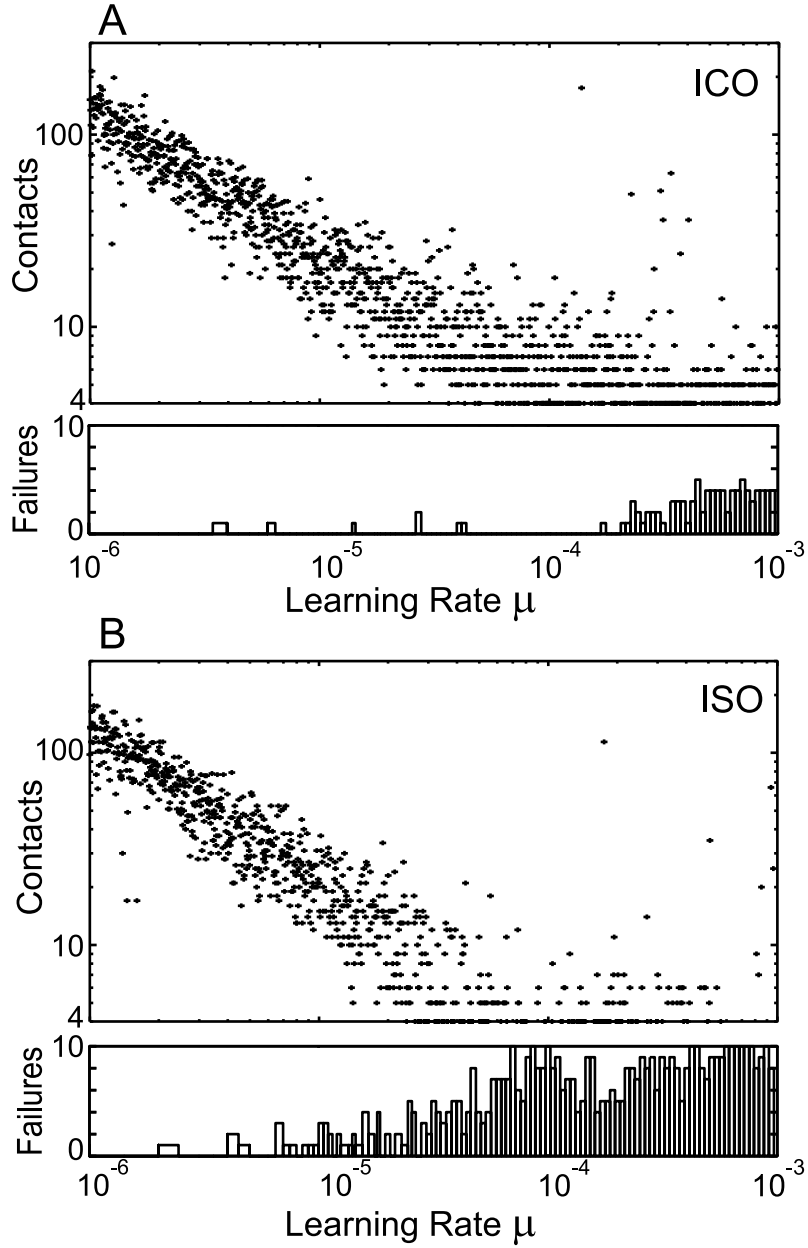 A
ICO
Contacts
100
10
4
Failures
10
0
10⁻⁶ 10⁻⁵ 10⁻⁴ 10⁻³
Learning Rate μ
B
ISO
Contacts
100
10
4
Failures
10
0
10⁻⁶ 10⁻⁵ 10⁻⁴ 10⁻³
Learning Rate μ